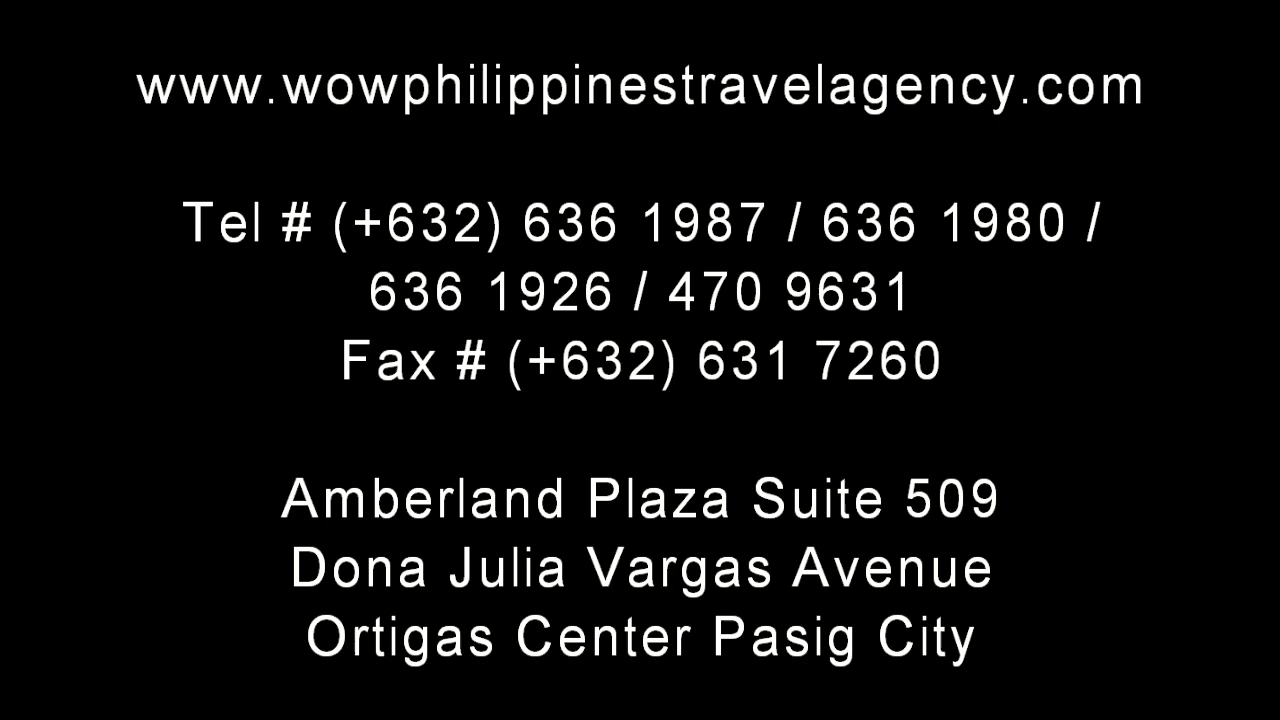 www.wowphilippinestravelagency.com
Tel # (+632) 636 1987 / 636 1980 /
636 1926 / 470 9631
Fax # (+632) 631 7260
Amberland Plaza Suite 509
Dona Julia Vargas Avenue
Ortigas Center Pasig City